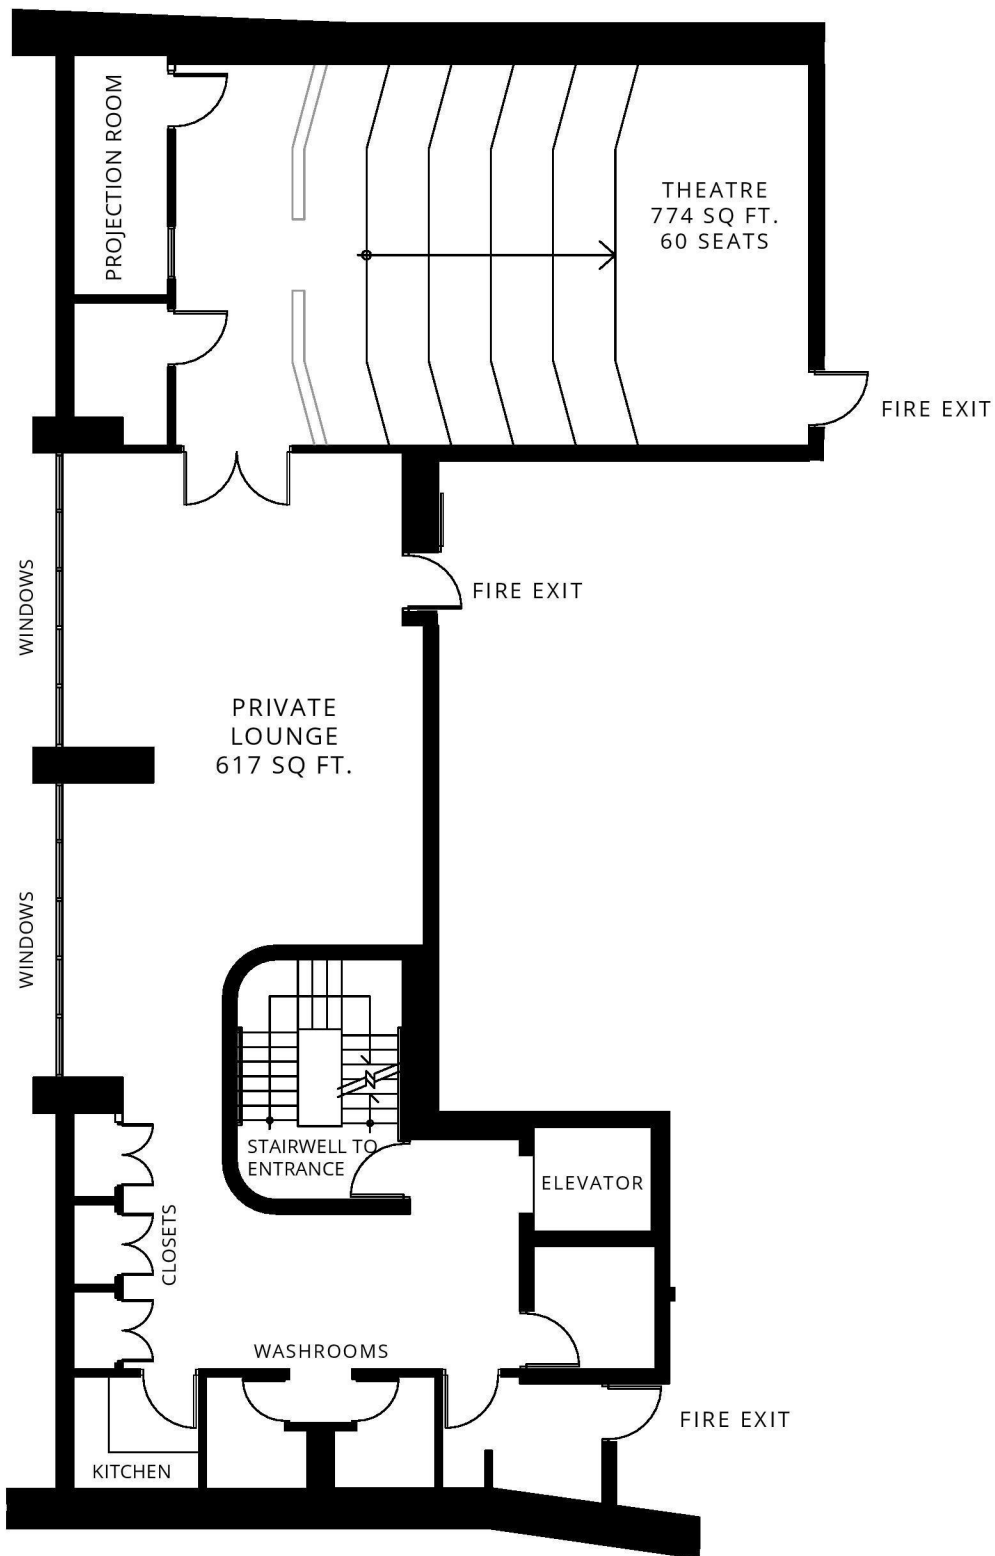 PROJECTION ROOM
THEATRE
774 SQ FT.
60 SEATS
FIRE EXIT
WINDOWS
FIRE EXIT
PRIVATE
LOUNGE
617 SQ FT.
WINDOWS
STAIRWELL TO
ENTRANCE
ELEVATOR
CLOSETS
WASHROOMS
FIRE EXIT
KITCHEN